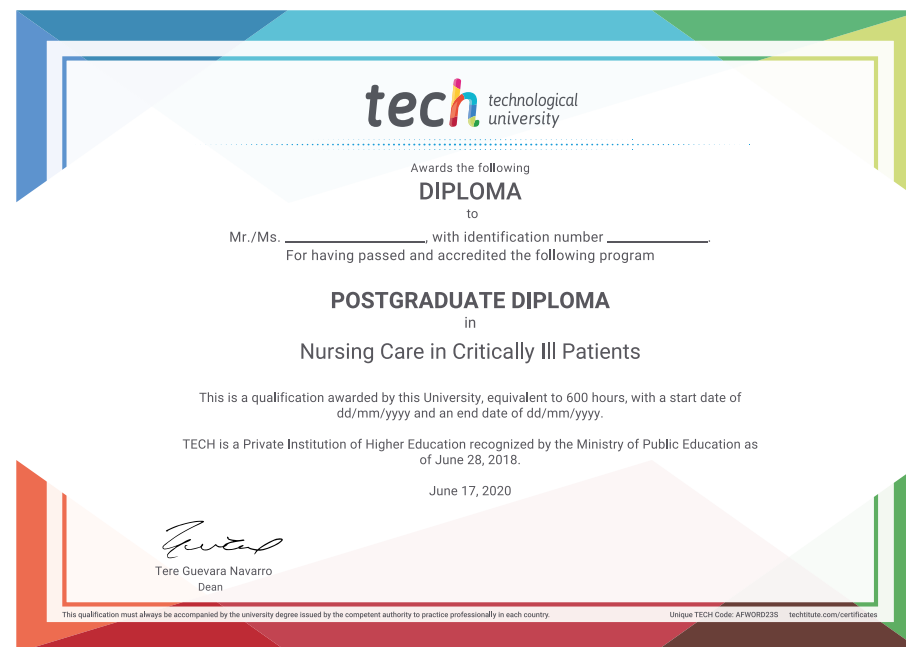 tech technological
university
Awards the following
DIPLOMA
to
Mr./Ms. ____________________, with identification number ______________.
For having passed and accredited the following program
POSTGRADUATE DIPLOMA
in
Nursing Care in Critically Ill Patients
This is a qualification awarded by this University, equivalent to 600 hours, with a start date of
dd/mm/yyyy and an end date of dd/mm/yyyy.
TECH is a Private Institution of Higher Education recognized by the Ministry of Public Education as
of June 28, 2018.
June 17, 2020
Tere Guevara Navarro
Dean
This qualification must always be accompanied by the university degree issued by the competent authority to practice professionally in each country. Unique TECH Code: AFWORD23S techtitute.com/certificates